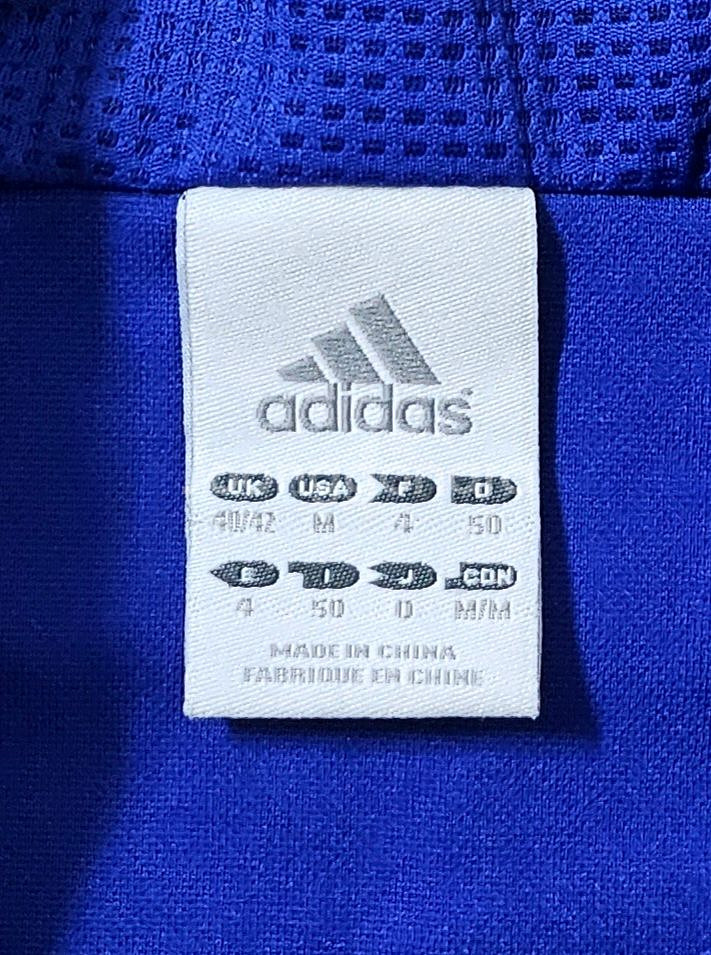 adidas
UK USA F D
40/42 M 4 50
E I J CDN
4 50 O M/M
MADE IN CHINA
FABRIQUE EN CHINE